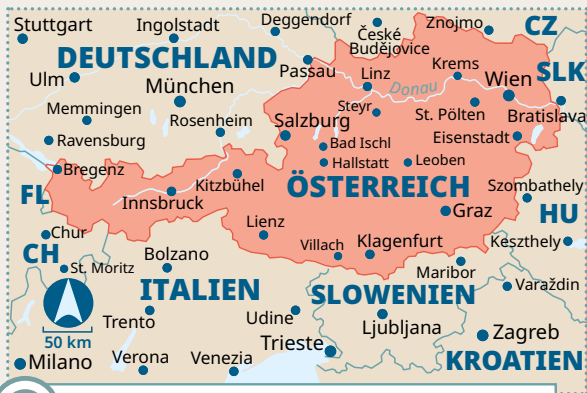 Stuttgart
Ingolstadt
Deggendorf
České
Budějovice
Znojmo
CZ
DEUTSCHLAND
Passau
Linz
Krems
Wien
SLK
Ulm
München
Donau
Memmingen
Rosenheim
Salzburg
Steyr
St. Pölten
Bratislava
Ravensburg
Bad Ischl
Eisenstadt
Bregenz
Hallstatt
Leoben
FL
Kitzbühel
ÖSTERREICH
Szombathely
Innsbruck
Graz
HU
Chur
Lienz
Villach
Klagenfurt
Keszthely
CH
St. Moritz
Bolzano
Maribor
ITALIEN
SLOWENIEN
Varaždin
50 km
Trento
Udine
Ljubljana
Zagreb
Trieste
Milano
Verona
Venezia
KROATIEN